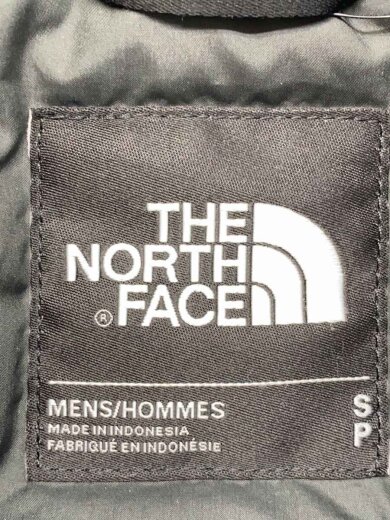 THE
NORTH
® FACE
MENS/HOMMES S
MADE IN INDONESIA
FABRIQUÉ EN INDONÉSIE P